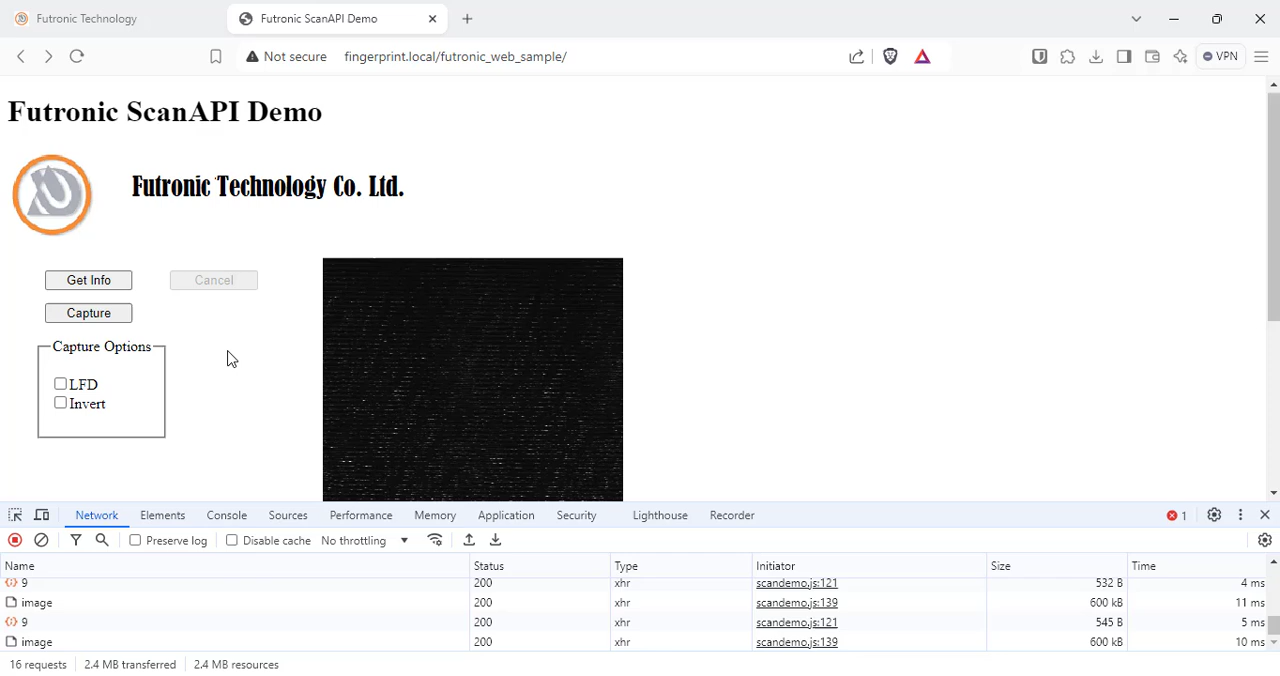 Futronic Technology
Futronic ScanAPI Demo
Not secure
fingerprint.local/futronic_web_sample/
VPN
Futronic ScanAPI Demo
Futronic Technology Co. Ltd.
Get Info
Cancel
Capture
Capture Options
LFD
Invert
Network Elements Console Sources Performance Memory Application Security Lighthouse Recorder 1
Preserve log Disable cache No throttling
Name Status Type Initiator Size Time
9 200 xhr scandemo.js:121 532 B 4 ms
image 200 xhr scandemo.js:139 600 kB 11 ms
9 200 xhr scandemo.js:121 545 B 5 ms
image 200 xhr scandemo.js:139 600 kB 10 ms
16 requests 2.4 MB transferred 2.4 MB resources